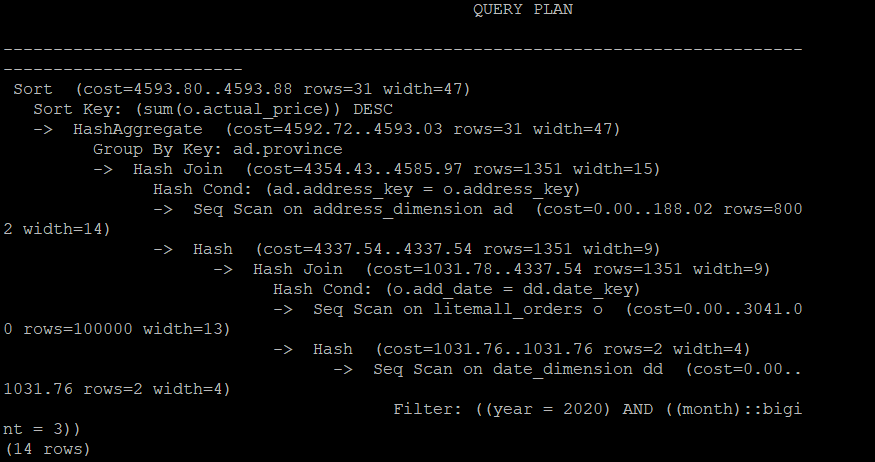 QUERY PLAN
--------------------------------------------------------------------------------
------------------------
Sort  (cost=4593.80..4593.88 rows=31 width=47)
Sort Key: (sum(o.actual_price)) DESC
->  HashAggregate  (cost=4592.72..4593.03 rows=31 width=47)
Group By Key: ad.province
->  Hash Join  (cost=4354.43..4585.97 rows=1351 width=15)
Hash Cond: (ad.address_key = o.address_key)
->  Seq Scan on address_dimension ad  (cost=0.00..188.02 rows=800
2 width=14)
->  Hash  (cost=4337.54..4337.54 rows=1351 width=9)
->  Hash Join  (cost=1031.78..4337.54 rows=1351 width=9)
Hash Cond: (o.add_date = dd.date_key)
->  Seq Scan on litemall_orders o  (cost=0.00..3041.0
0 rows=100000 width=13)
->  Hash  (cost=1031.76..1031.76 rows=2 width=4)
->  Seq Scan on date_dimension dd  (cost=0.00..
1031.76 rows=2 width=4)
Filter: ((year = 2020) AND ((month)::bigi
nt = 3))
(14 rows)